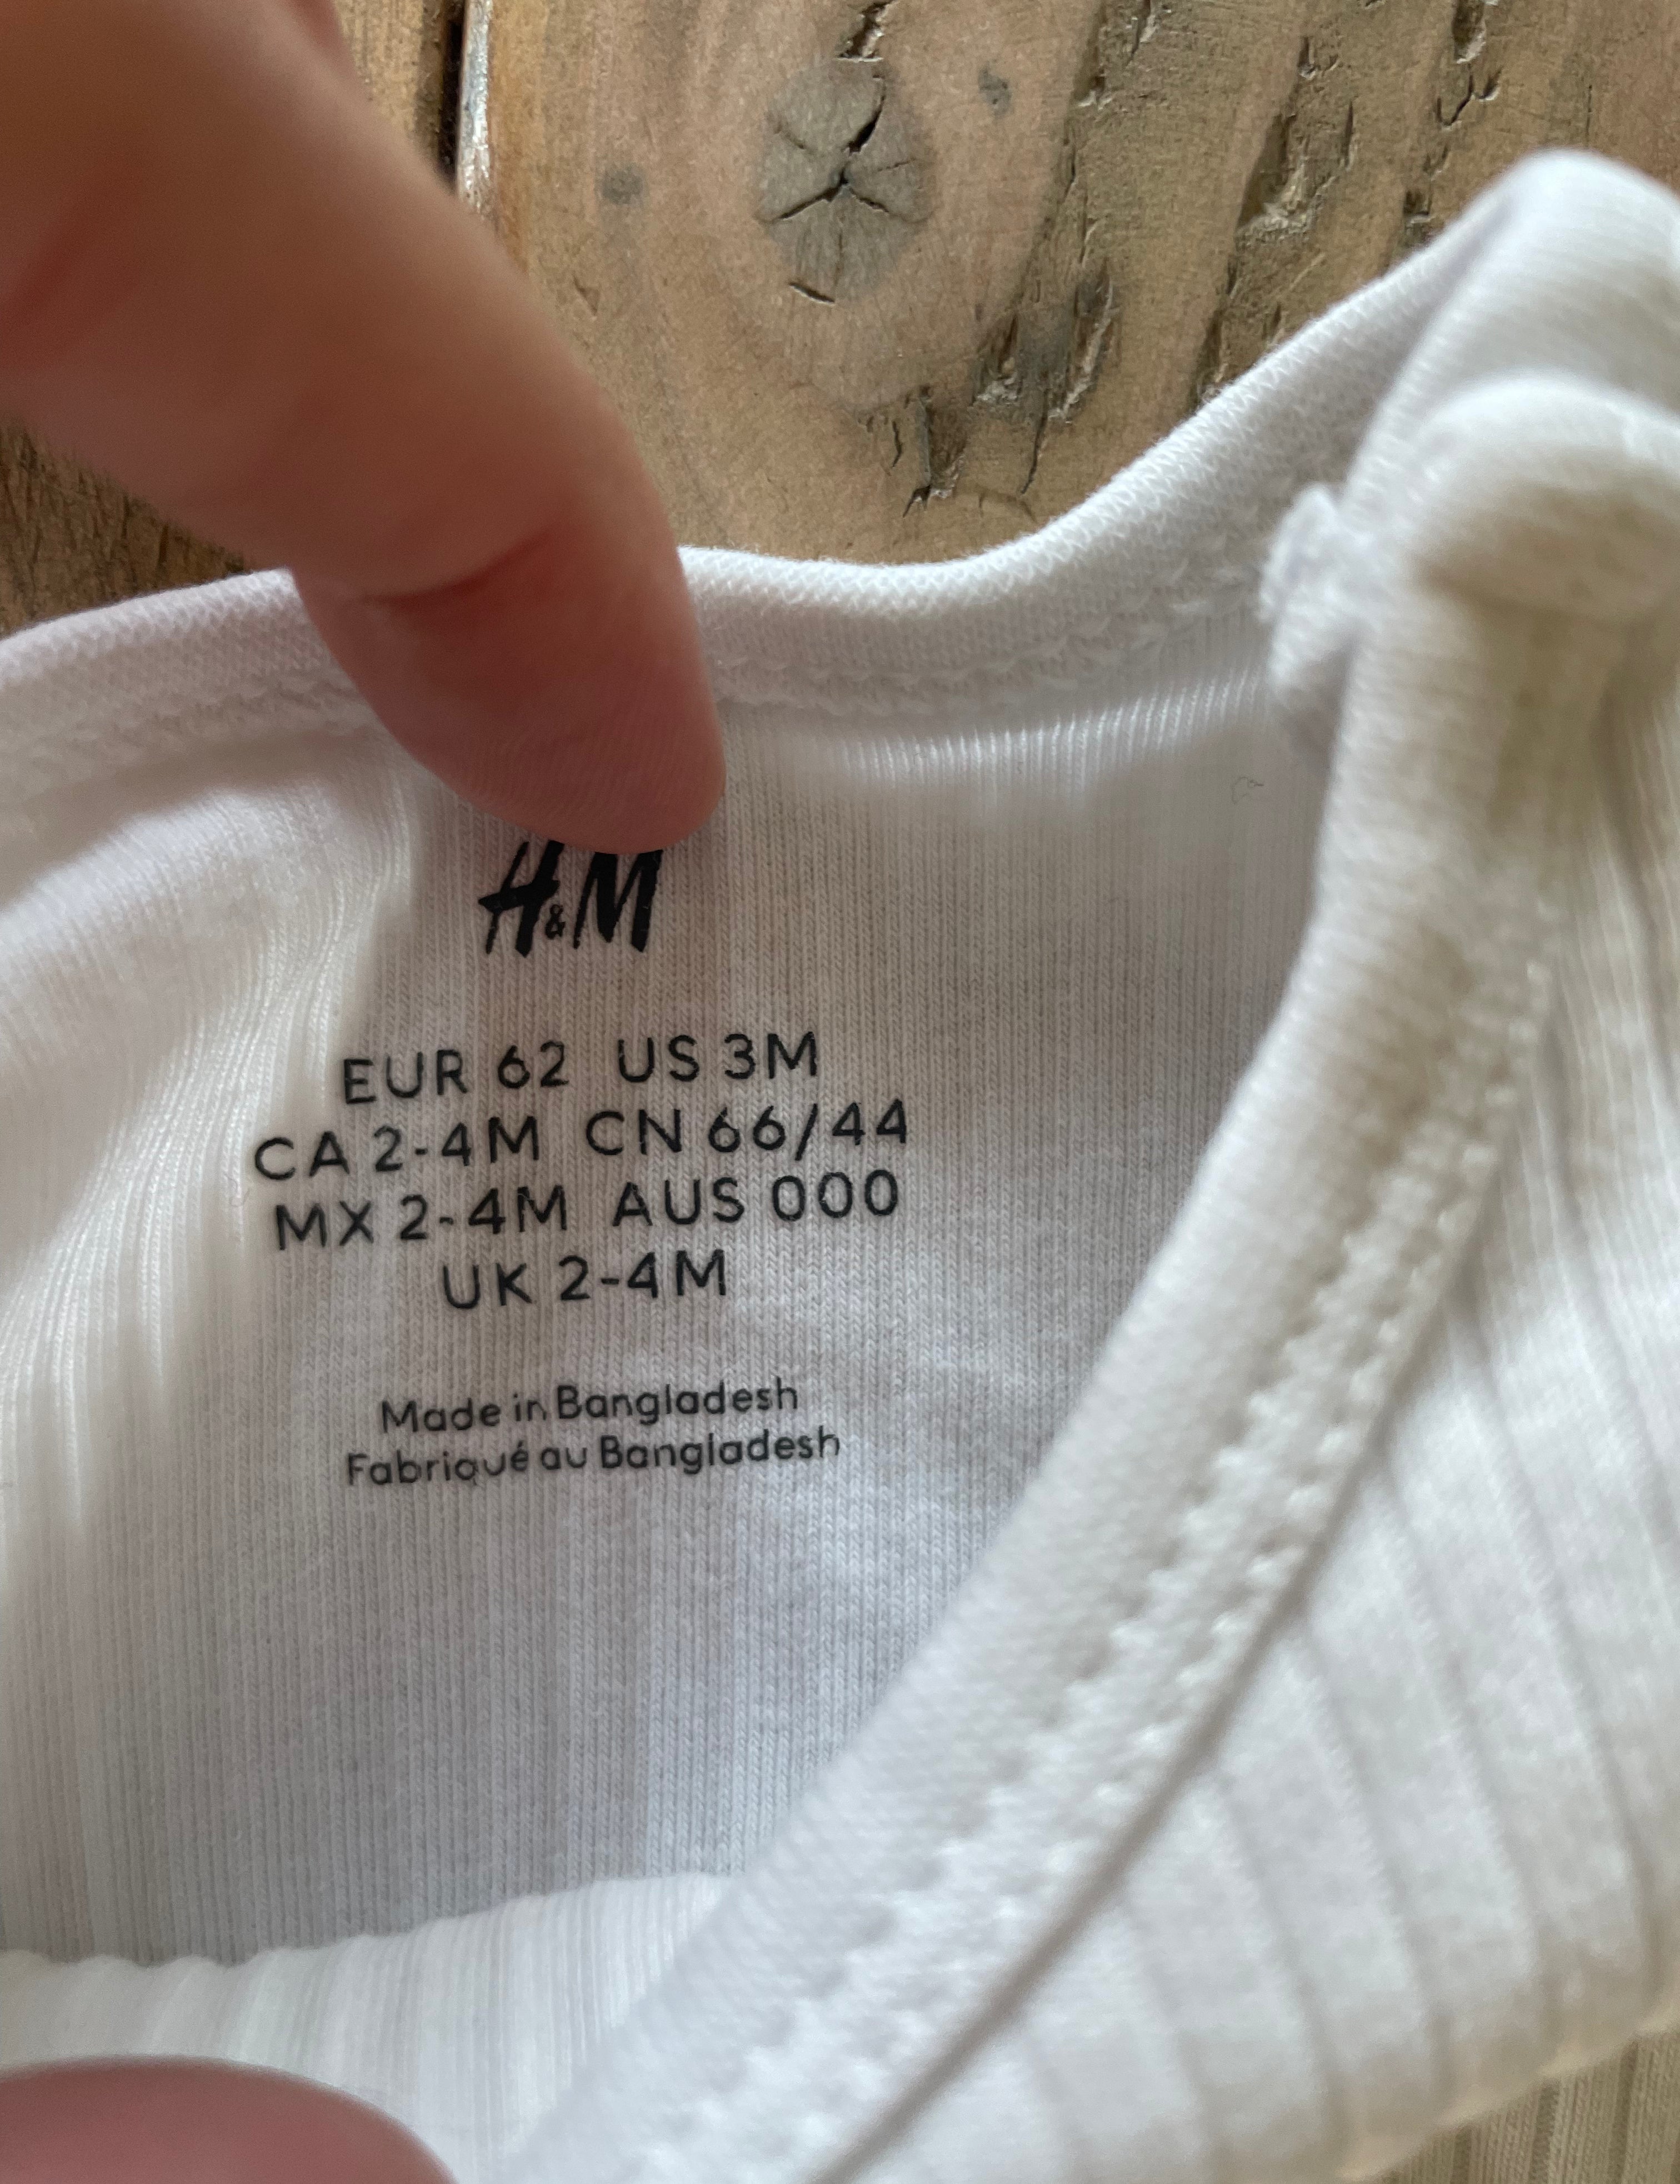 H&M
EUR 62 US 3M
CA 2-4M CN 66/44
MX 2-4M AUS 000
UK 2-4M
Made in Bangladesh
Fabriqué au Bangladesh